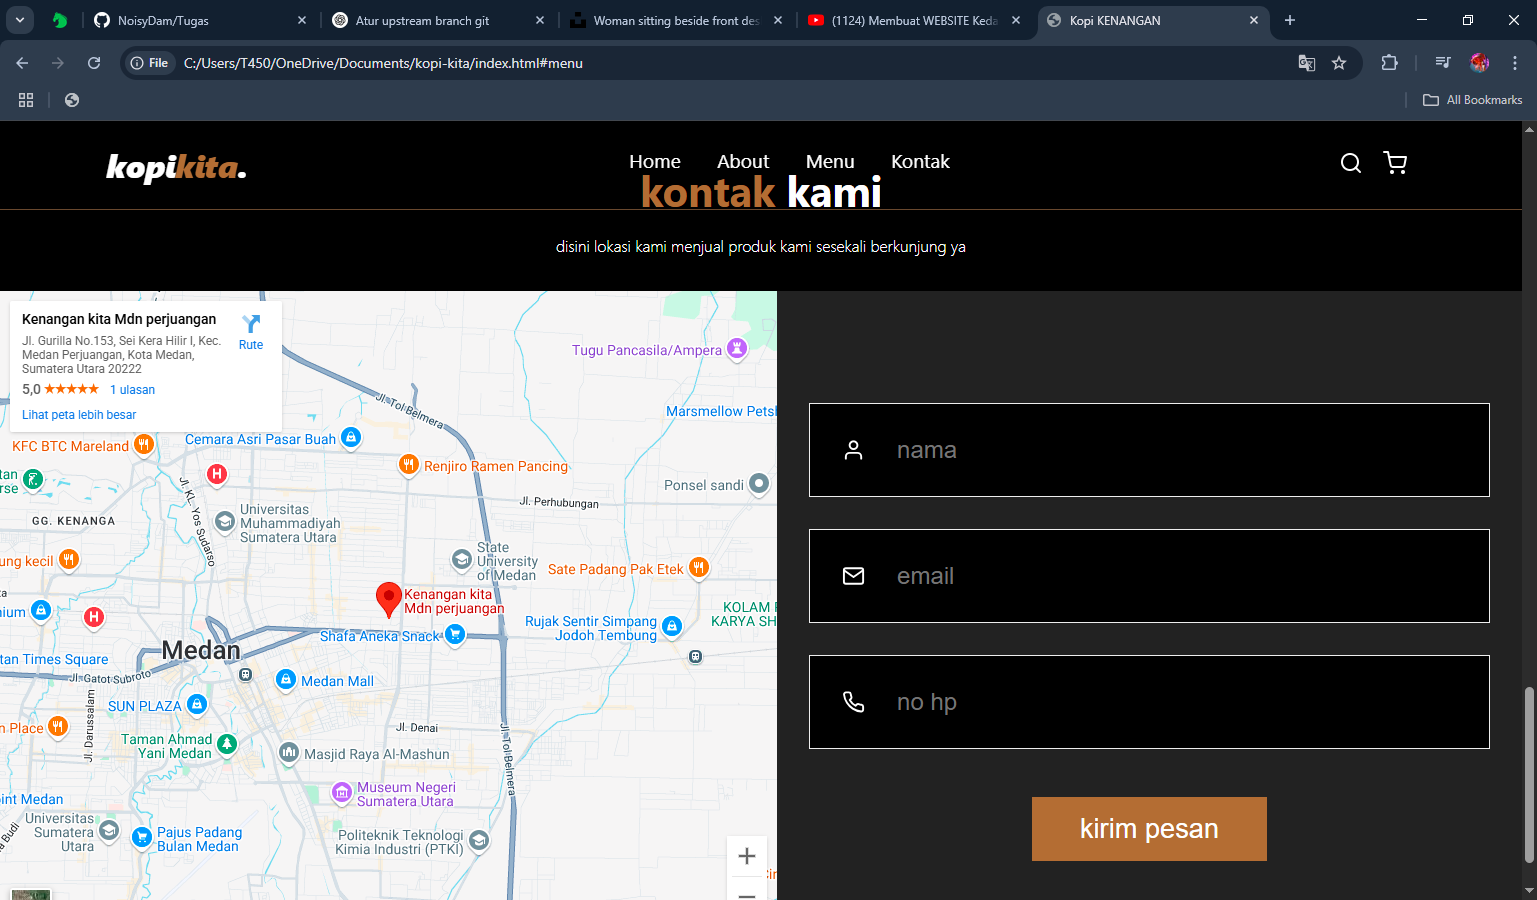 NoisyDam/Tugas
Atur upstream branch git
Woman sitting beside front des
(1124) Membuat WEBSITE Keda
Kopi KENANGAN
File
C:/Users/T450/OneDrive/Documents/kopi-kita/index.html#menu
All Bookmarks
kopikita.
Home About Menu Kontak
kontak kami
disini lokasi kami menjual produk kami sesekali berkunjung ya
Kenangan kita Mdn perjuangan
Jl. Gurilla No.153, Sei Kera Hilir I, Kec.
Medan Perjuangan, Kota Medan,
Sumatera Utara 20222
Rute
5,0 ★★★★★ 1 ulasan
Lihat peta lebih besar
Tugu Pancasila/Ampera
Jl. Tol Belmera
Marsmellow Petsh
KFC BTC Mareland
Cemara Asri Pasar Buah
Renjiro Ramen Pancing
tan
rse
H
Ponsel sandi
Jl. KL. Yos Sudarso
Jl. Perhubungan
GG. KENANGA
Universitas
Muhammadiyah
Sumatera Utara
State
University
of Medan
ung kecil
Sate Padang Pak Etek
Kenangan kita
Mdn perjuangan
nium
H
KOLAM
KARYA SH
Rujak Sentir Simpang
Jodoh Tembung
Shafa Aneka Snack
Medan
tan Times Square
Jl. Gatot Subroto
Medan Mall
SUN PLAZA
Jl. Darussalam
n Place
Jl. Denai
Taman Ahmad
Yani Medan
Masjid Raya Al-Mashun
Jl. Tol Belmera
Museum Negeri
Sumatera Utara
oint Medan
Universitas
Sumatera
Utara
Pajus Padang
Bulan Medan
Politeknik Teknologi
Kimia Industri (PTKI)
Budi
nama
email
no hp
kirim pesan